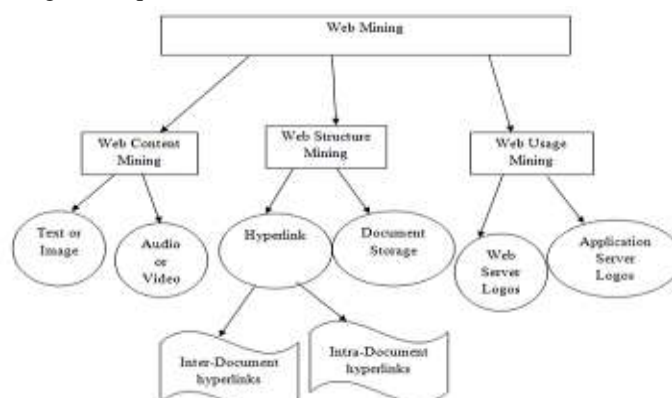 Web Mining
Web Content
Mining
Web Structure
Mining
Web Usage
Mining
Text or
Image
Audio
or
Video
Hyperlink
Document
Storage
Web
Server
Logos
Application
Server
Logos
Inter-Document
hyperlinks
Intra-Document
hyperlinks